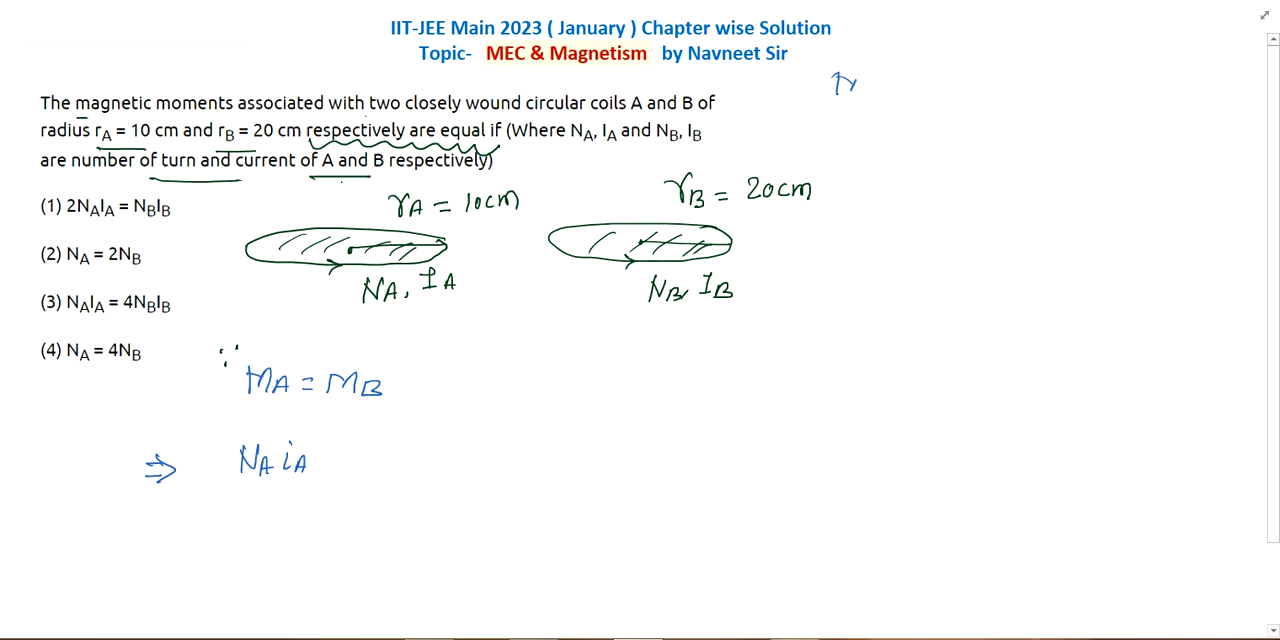 IIT-JEE Main 2023 ( January ) Chapter wise Solution
Topic- MEC & Magnetism by Navneet Sir
The magnetic moments associated with two closely wound circular coils A and B of
radius rA = 10 cm and rB = 20 cm respectively are equal if (Where NA, IA and NB, IB
are number of turn and current of A and B respectively)
(1) 2NAIA = NBIB
(2) NA = 2NB
(3) NAIA = 4NBIB
(4) NA = 4NB
rA = 10cm
rB = 20cm
NA, IA
NB, IB
∵ MA = MB
⇒ NA iA